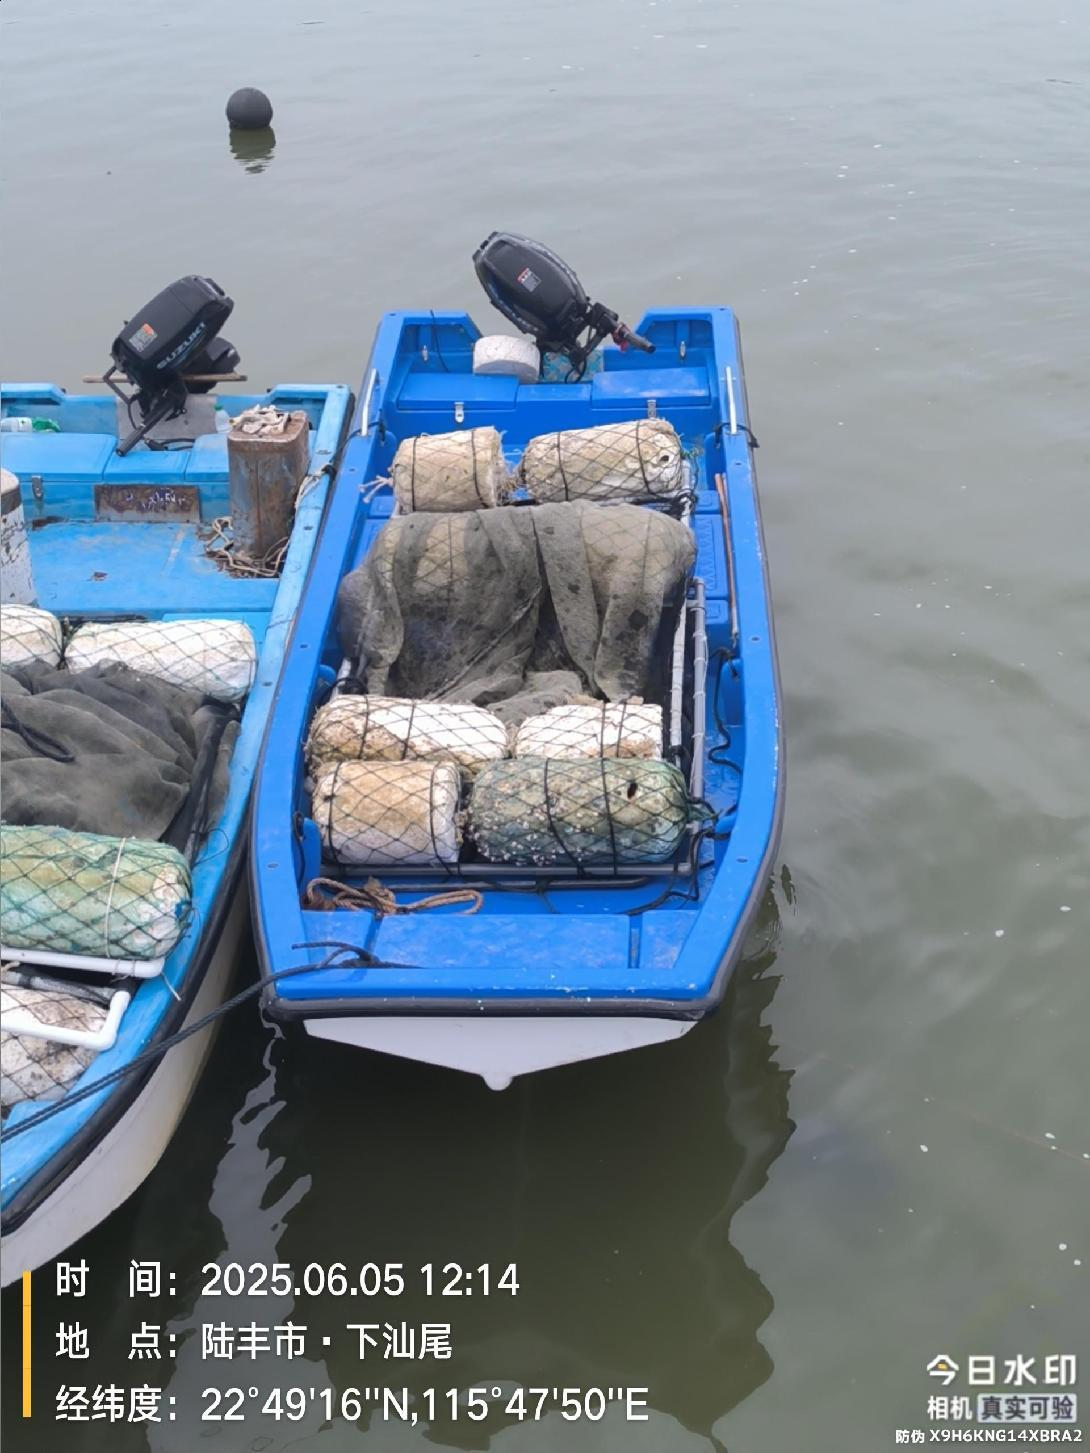 SUZUKI
时 间：2025.06.05 12:14
地 点：陆丰市·下汕尾
经纬度：22°49'16"N,115°47'50"E
今日水印
相机 真实可验
防伪 X9H6KNG14XBRA2